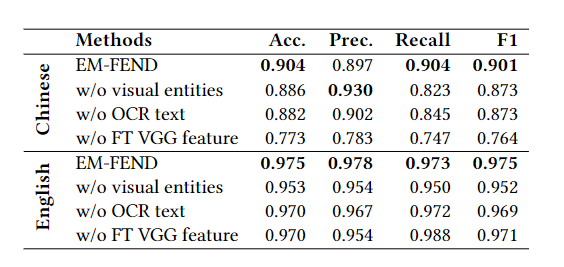 Methods Acc. Prec. Recall F1
Chinese
EM-FEND 0.904 0.897 0.904 0.901
w/o visual entities 0.886 0.930 0.823 0.873
w/o OCR text 0.882 0.902 0.845 0.873
w/o FT VGG feature 0.773 0.783 0.747 0.764
English
EM-FEND 0.975 0.978 0.973 0.975
w/o visual entities 0.953 0.954 0.950 0.952
w/o OCR text 0.970 0.967 0.972 0.969
w/o FT VGG feature 0.970 0.954 0.988 0.971